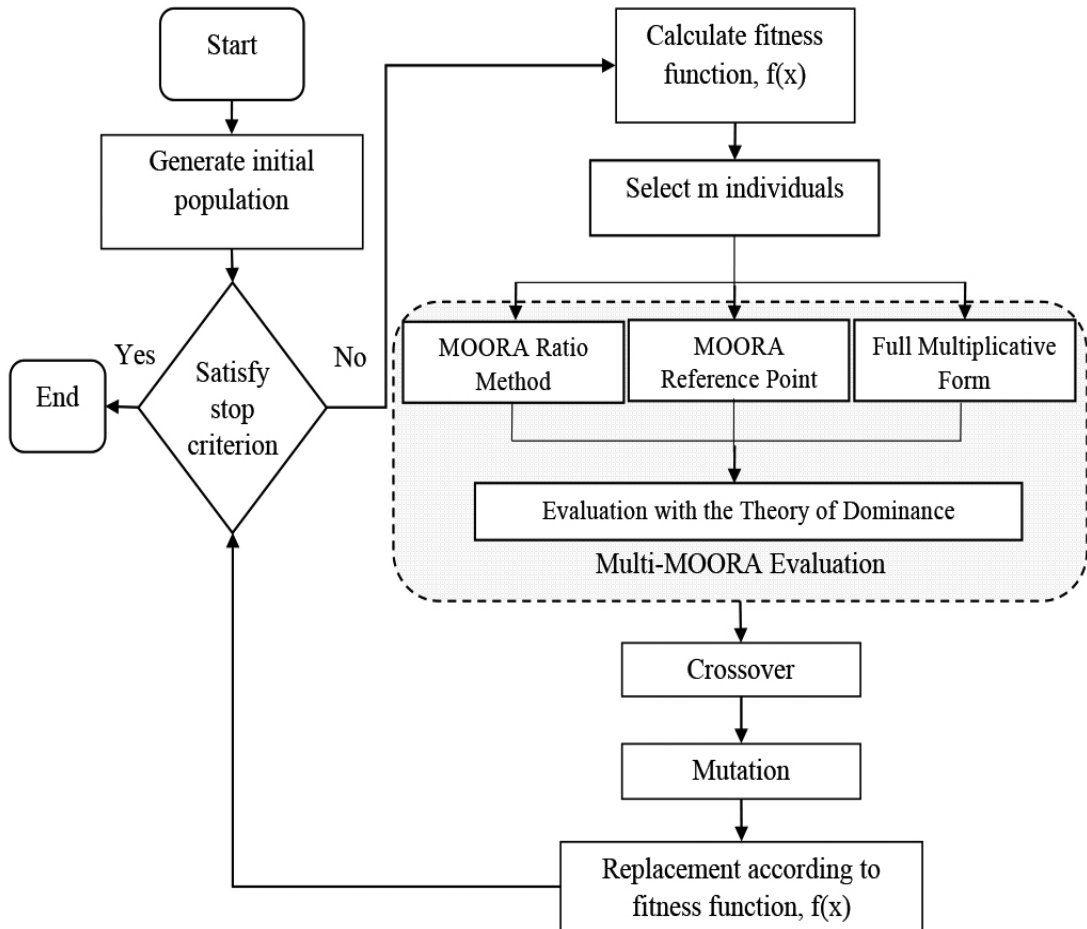 Start
Generate initial
population
Yes
No
Satisfy
stop
criterion
End
Calculate fitness
function, f(x)
Select m individuals
MOORA Ratio
Method
MOORA
Reference Point
Full Multiplicative
Form
Evaluation with the Theory of Dominance
Multi-MOORA Evaluation
Crossover
Mutation
Replacement according to
fitness function, f(x)